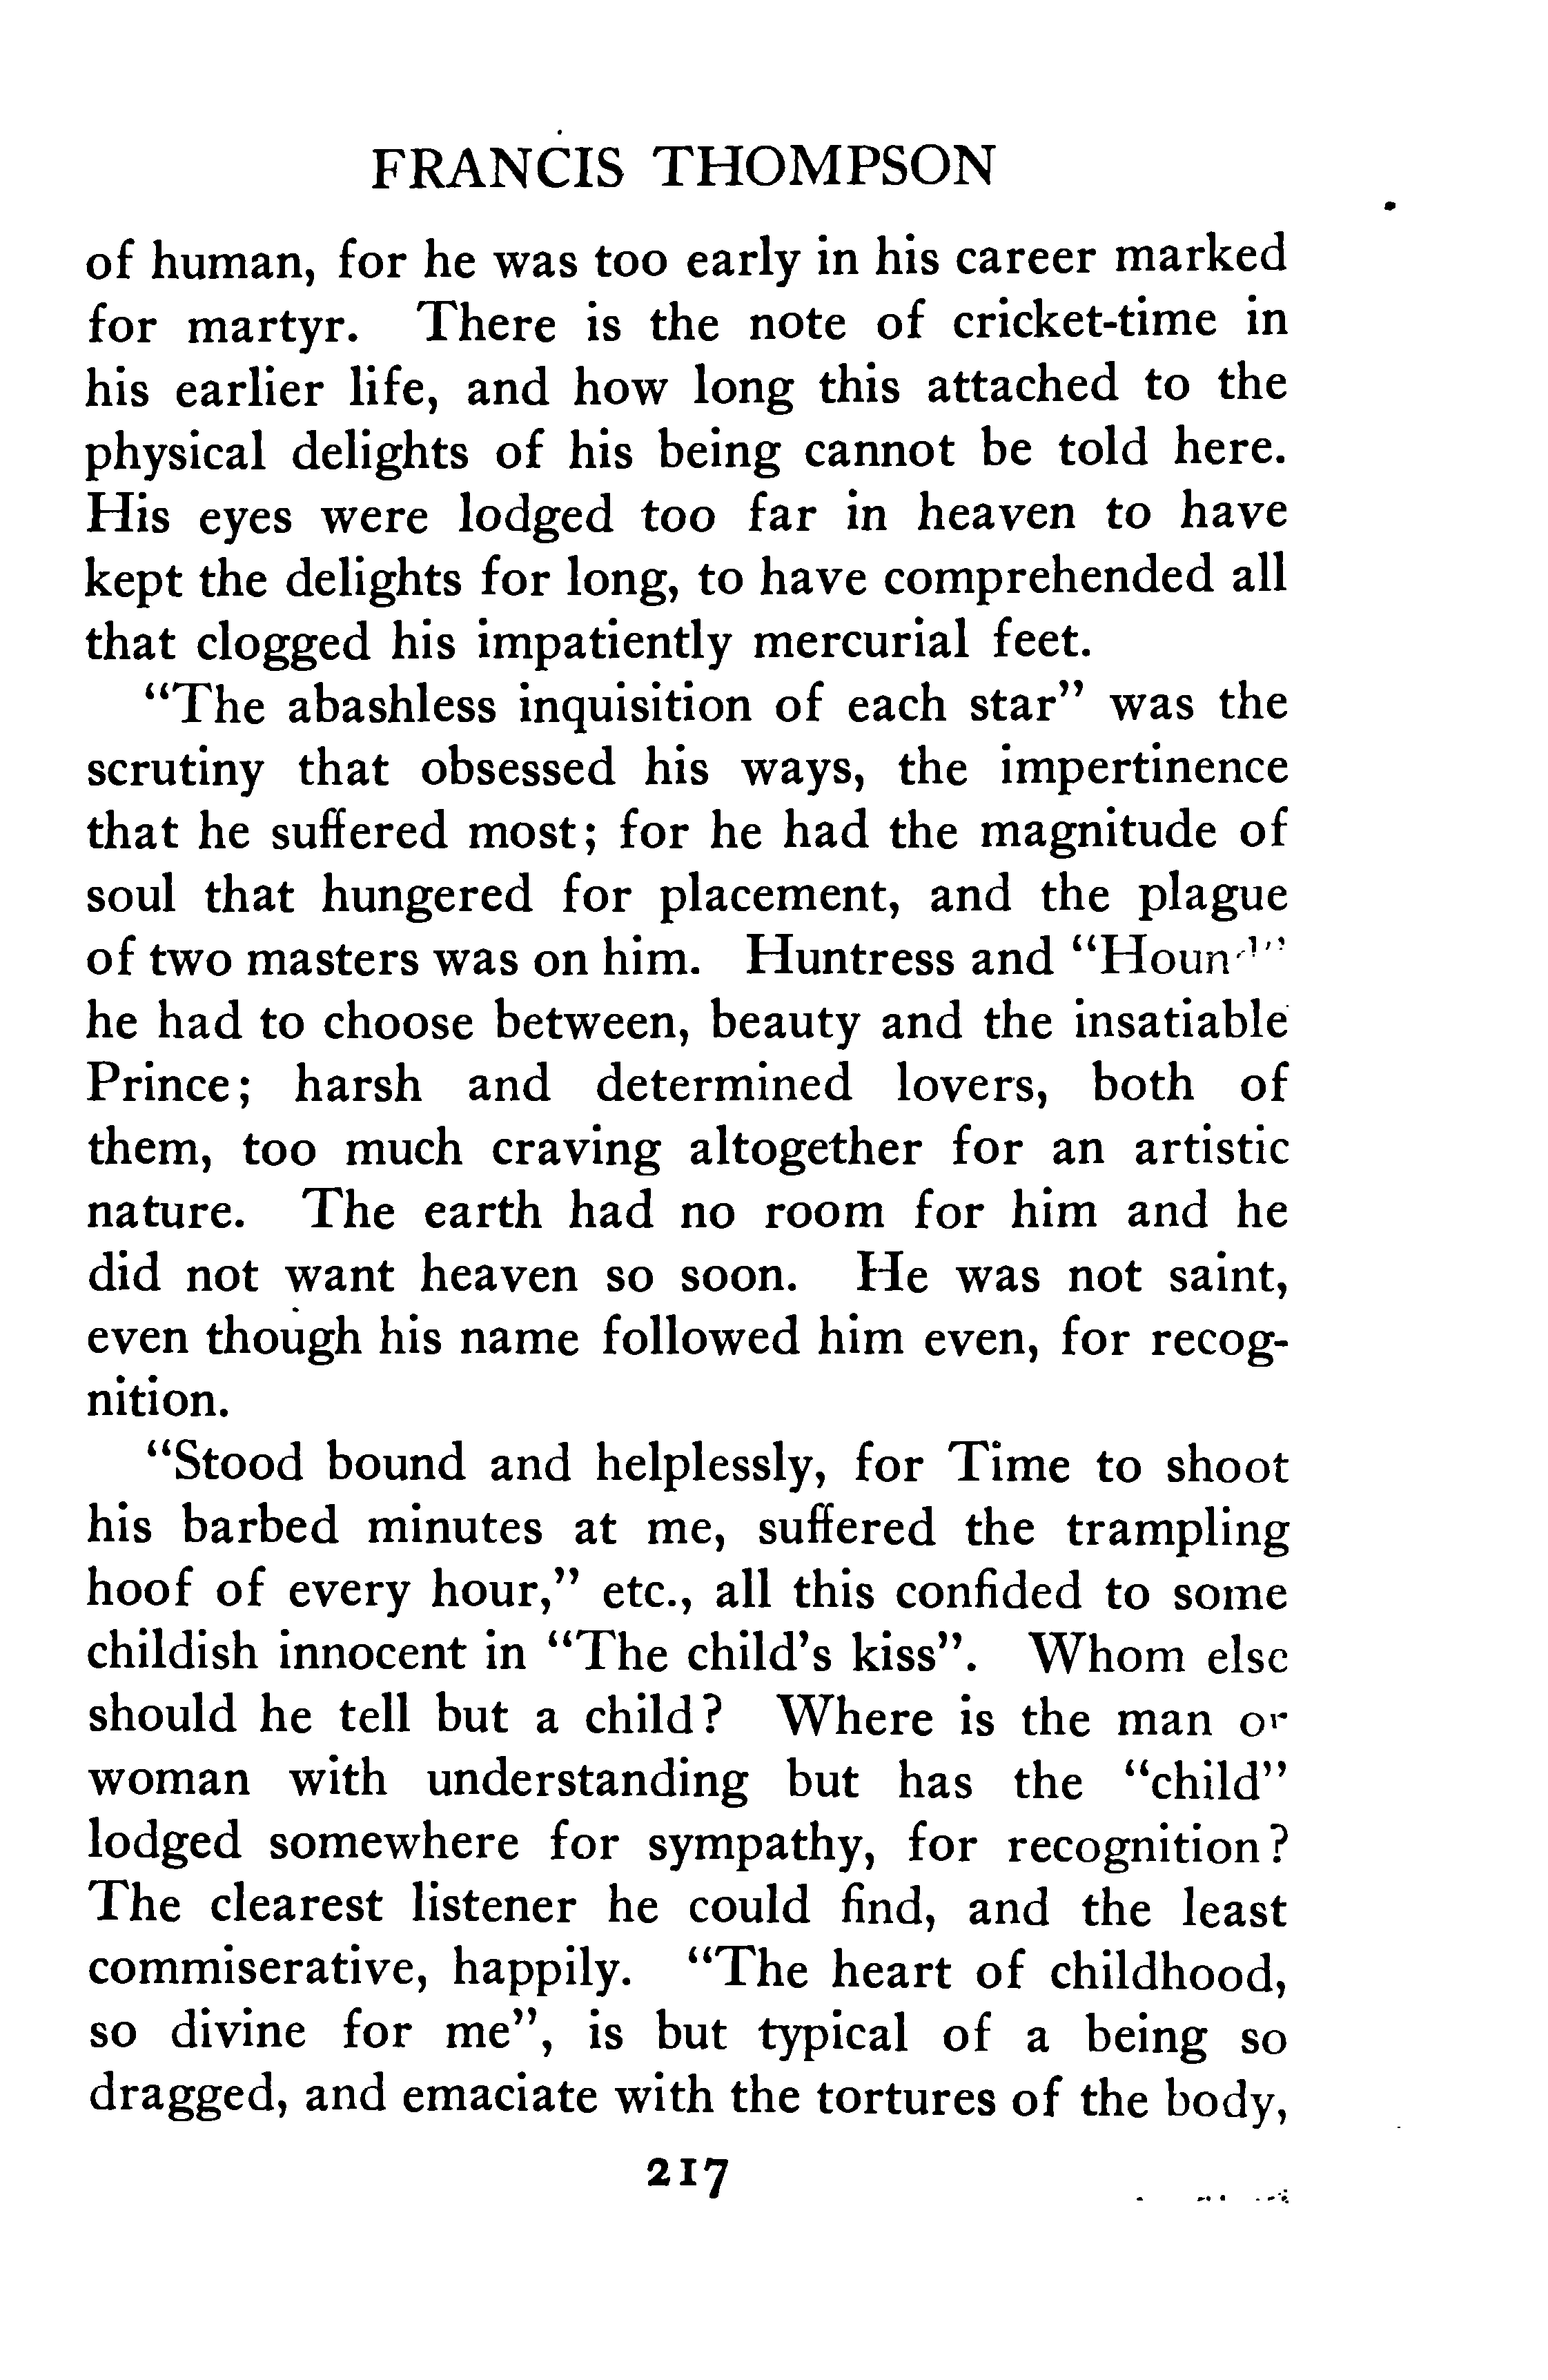 FRANCIS THOMPSON
of human, for he was too early in his career marked
for martyr. There is the note of cricket-time in
his earlier life, and how long this attached to the
physical delights of his being cannot be told here.
His eyes were lodged too far in heaven to have
kept the delights for long, to have comprehended all
that clogged his impatiently mercurial feet.
“The abashless inquisition of each star” was the
scrutiny that obsessed his ways, the impertinence
that he suffered most; for he had the magnitude of
soul that hungered for placement, and the plague
of two masters was on him. Huntress and “Hound”
he had to choose between, beauty and the insatiable
Prince; harsh and determined lovers, both of
them, too much craving altogether for an artistic
nature. The earth had no room for him and he
did not want heaven so soon. He was not saint,
even though his name followed him even, for recog-
nition.
“Stood bound and helplessly, for Time to shoot
his barbed minutes at me, suffered the trampling
hoof of every hour,” etc., all this confided to some
childish innocent in “The child’s kiss”. Whom else
should he tell but a child? Where is the man or
woman with understanding but has the “child”
lodged somewhere for sympathy, for recognition?
The clearest listener he could find, and the least
commiserative, happily. “The heart of childhood,
so divine for me”, is but typical of a being so
dragged, and emaciate with the tortures of the body,
217